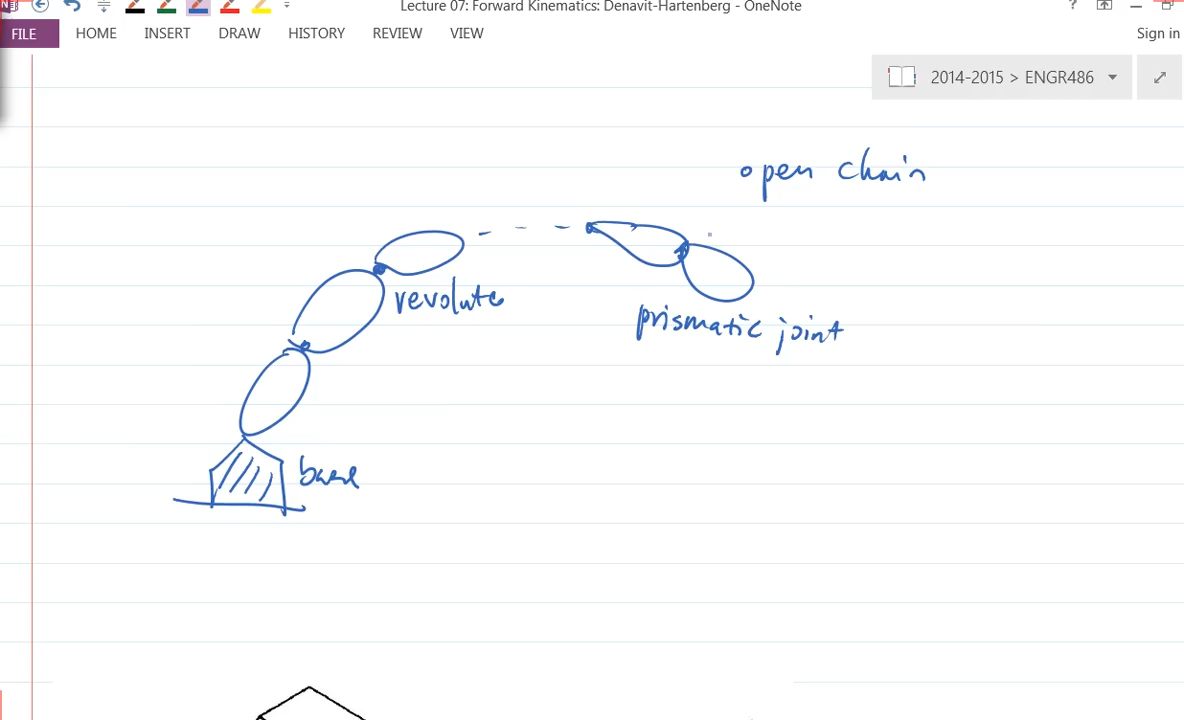 Lecture 07: Forward Kinematics: Denavit-Hartenberg - OneNote
?
FILE HOME INSERT DRAW HISTORY REVIEW VIEW
Sign in
2014-2015 > ENGR486
open chain
revolute
prismatic joint
base